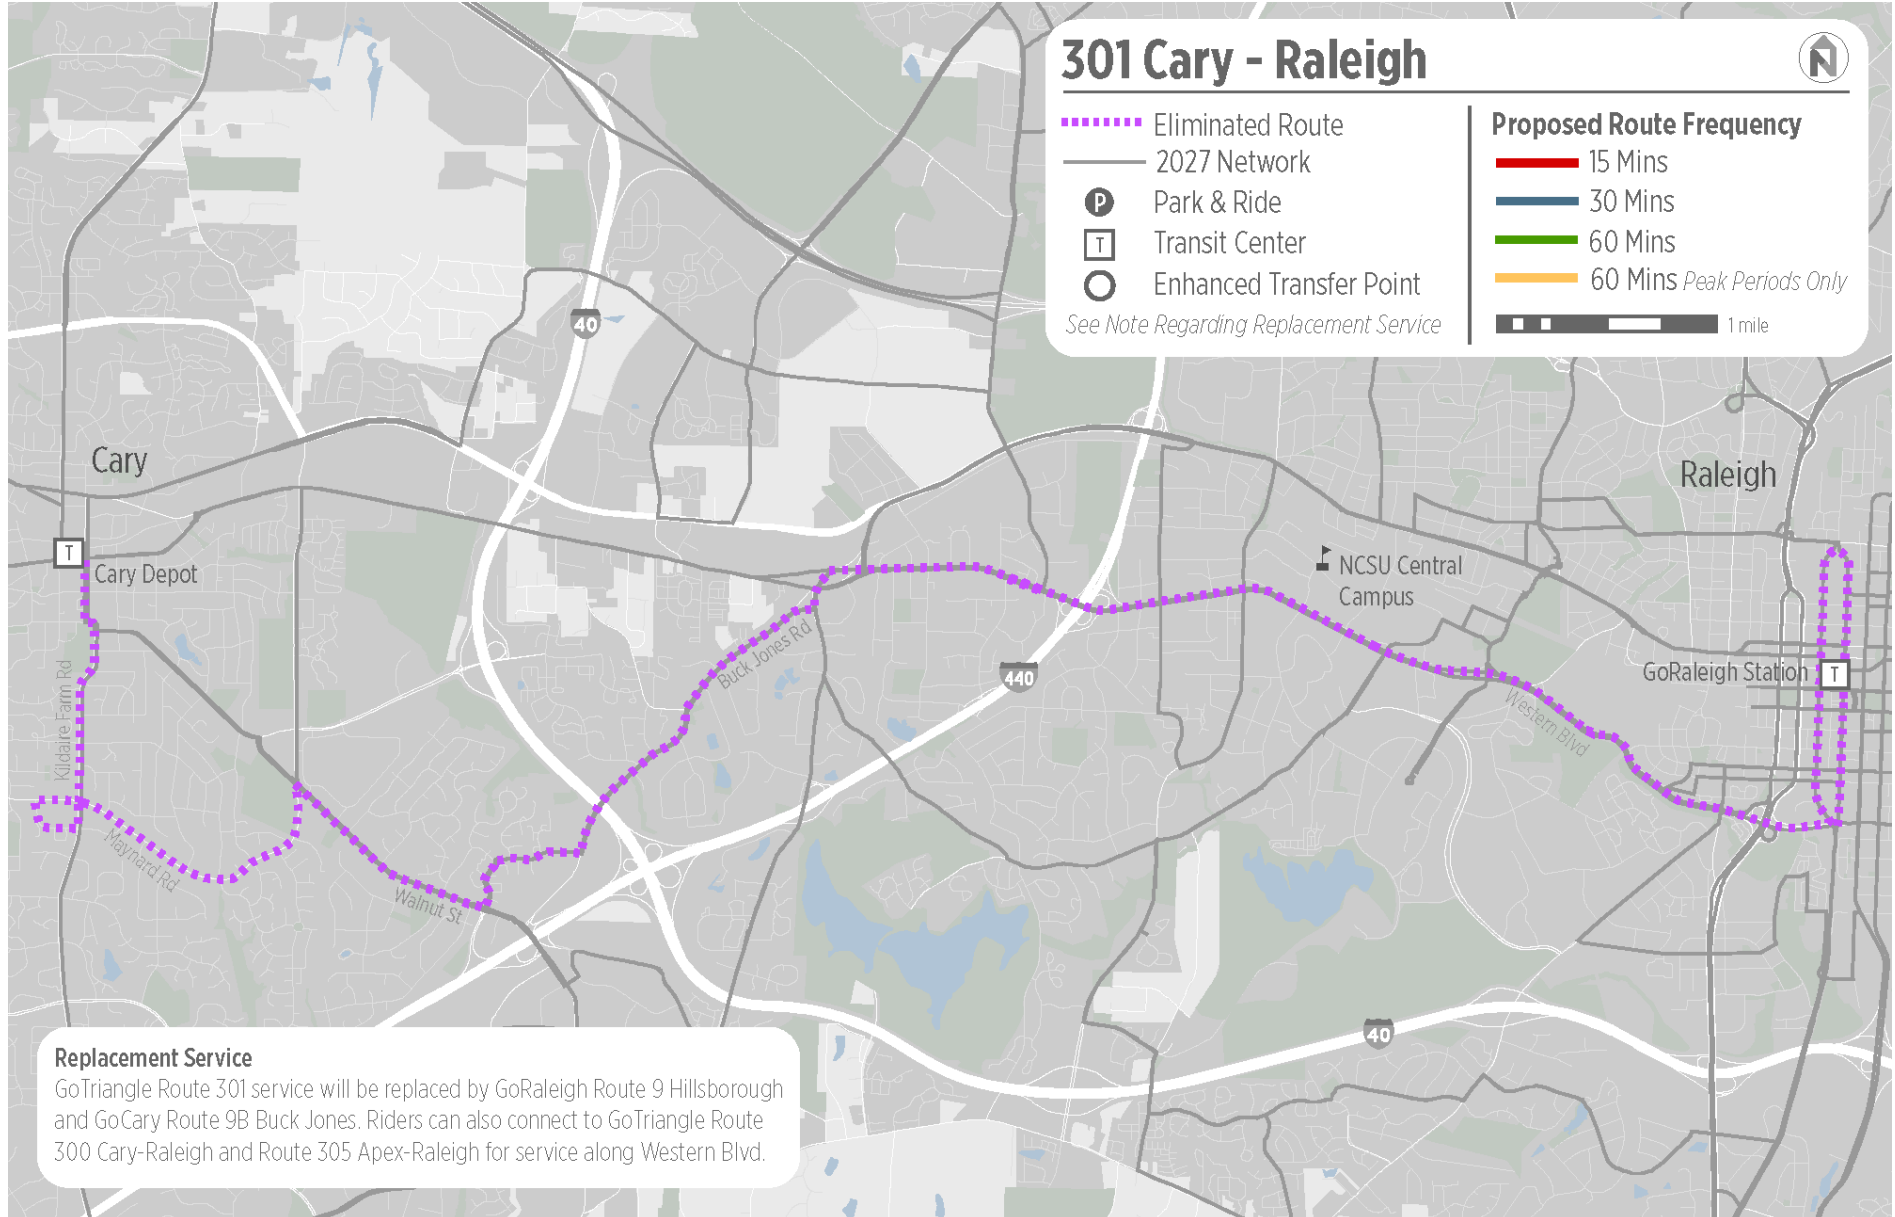 301 Cary - Raleigh
N
Eliminated Route
2027 Network
P
Park & Ride
T
Transit Center
Enhanced Transfer Point
See Note Regarding Replacement Service
Proposed Route Frequency
15 Mins
30 Mins
60 Mins
60 Mins Peak Periods Only
1 mile
40
Cary
Raleigh
T
Cary Depot
NCSU Central
Campus
Buck Jones Rd
440
GoRaleigh Station
T
Kildaire Farm Rd
Western Blvd
Maynard Rd
Walnut St
40
Replacement Service
GoTriangle Route 301 service will be replaced by GoRaleigh Route 9 Hillsborough
and GoCary Route 9B Buck Jones. Riders can also connect to GoTriangle Route
300 Cary-Raleigh and Route 305 Apex-Raleigh for service along Western Blvd.